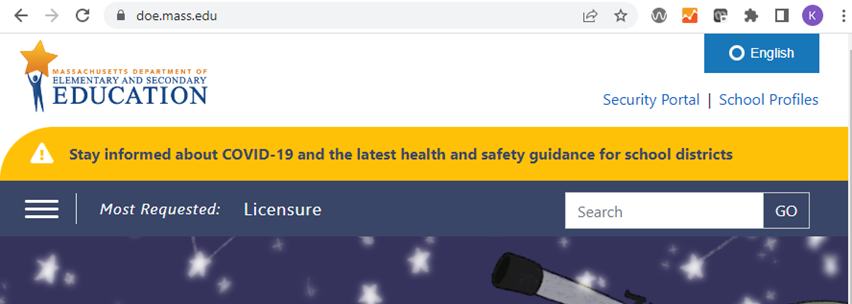 doe.mass.edu
K
MASSACHUSETTS DEPARTMENT OF
ELEMENTARY AND SECONDARY
EDUCATION
English
Security Portal | School Profiles
Stay informed about COVID-19 and the latest health and safety guidance for school districts
Most Requested: Licensure
Search GO